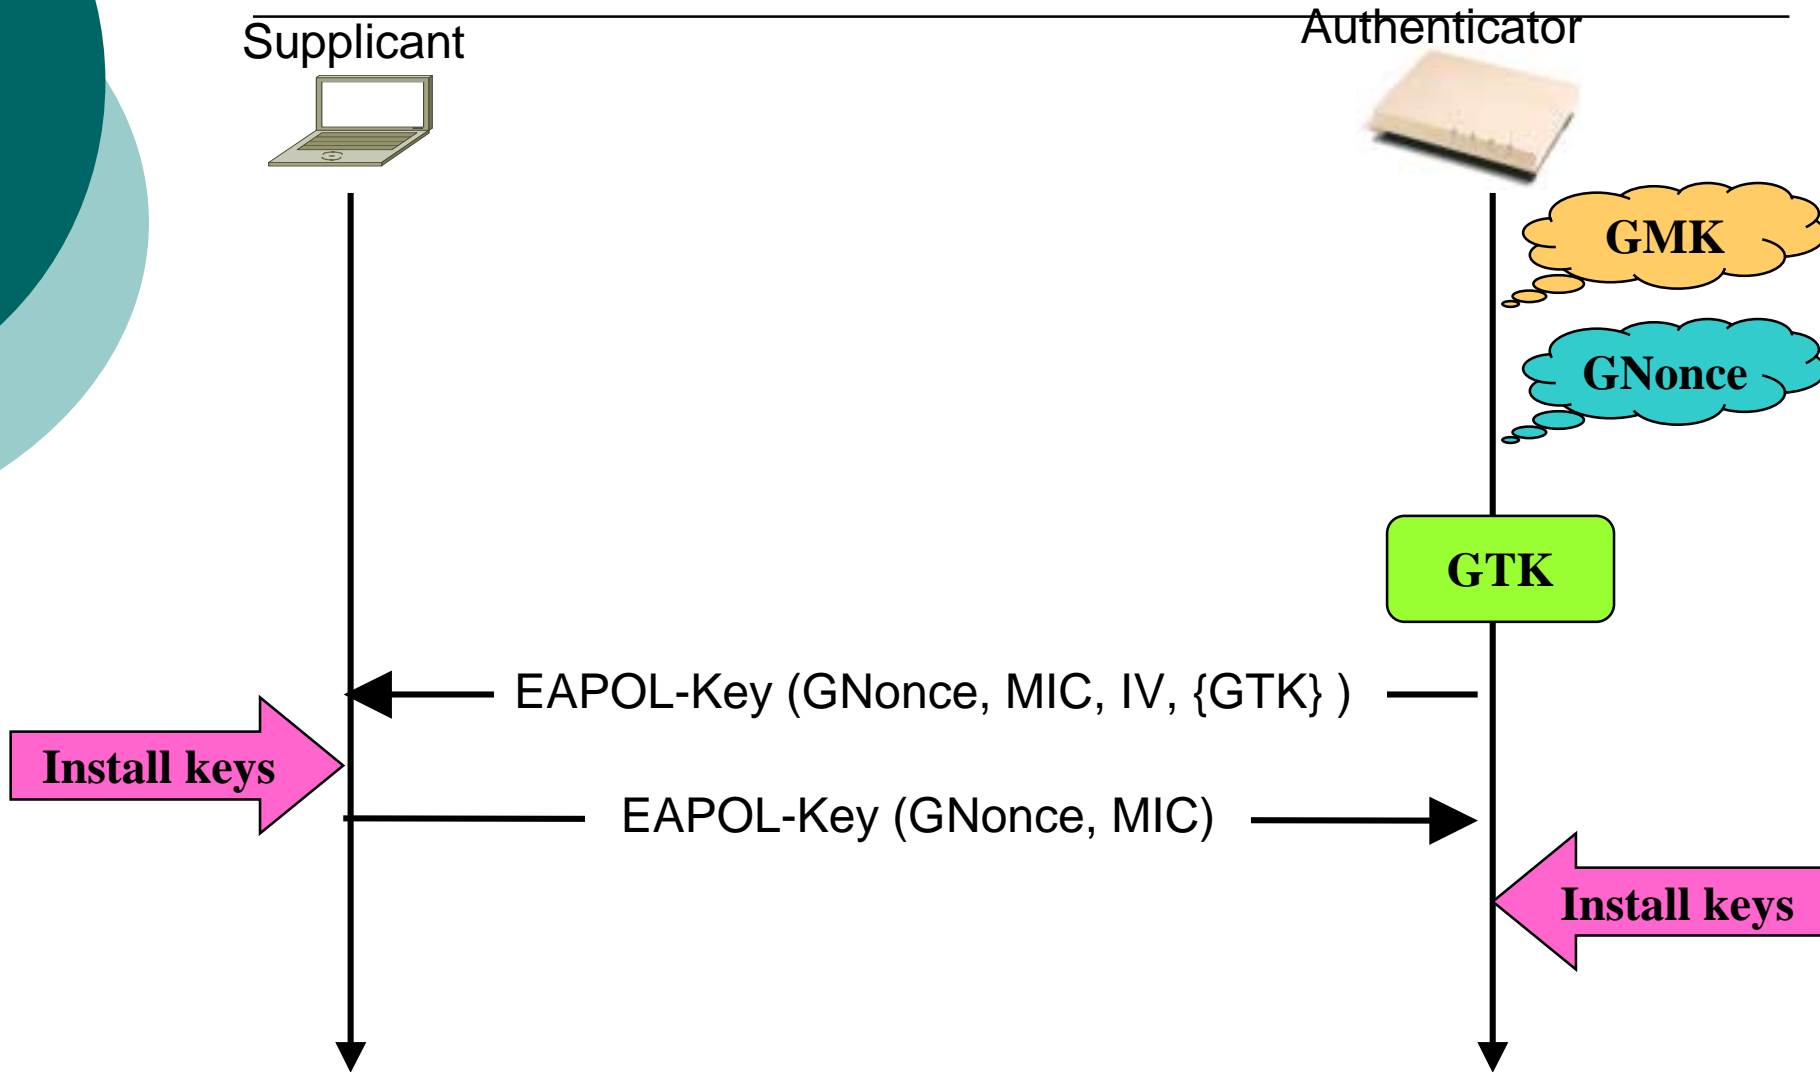 Supplicant
Authenticator
GMK
GNonce
GTK
EAPOL-Key (GNonce, MIC, IV, {GTK} )
Install keys
EAPOL-Key (GNonce, MIC)
Install keys